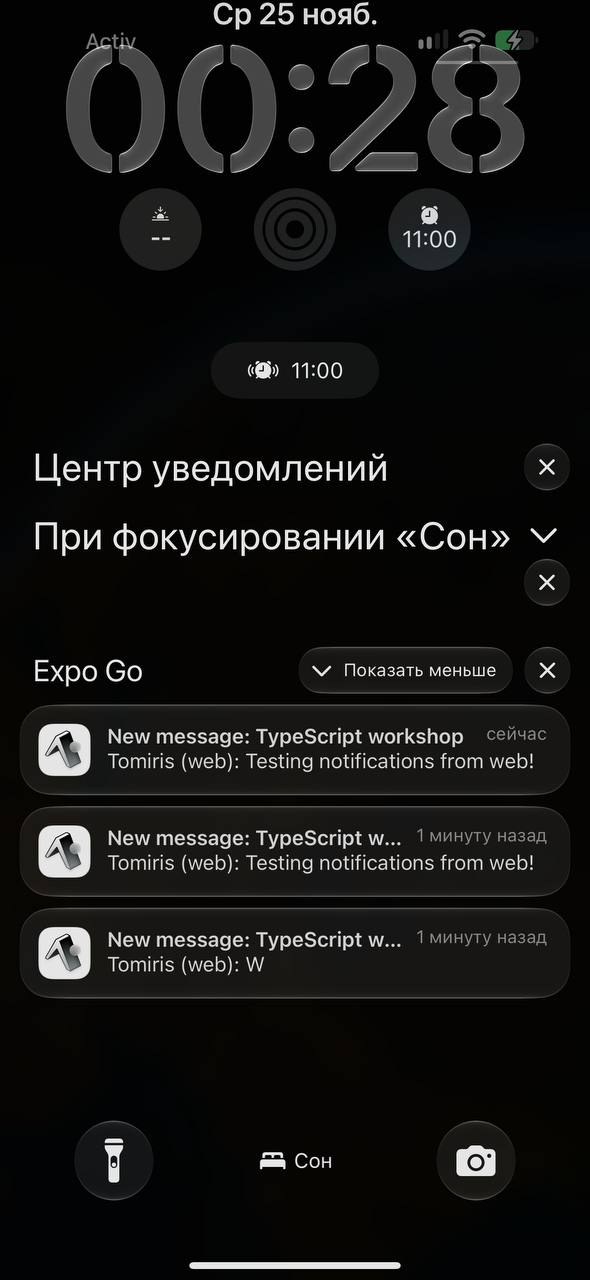 Ср 25 нояб.
Activ
00:28
--
11:00
11:00
Центр уведомлений
При фокусировании «Сон»
Expo Go
Показать меньше
New message: TypeScript workshop сейчас
Tomiris (web): Testing notifications from web!
New message: TypeScript w... 1 минуту назад
Tomiris (web): Testing notifications from web!
New message: TypeScript w... 1 минуту назад
Tomiris (web): W
Сон